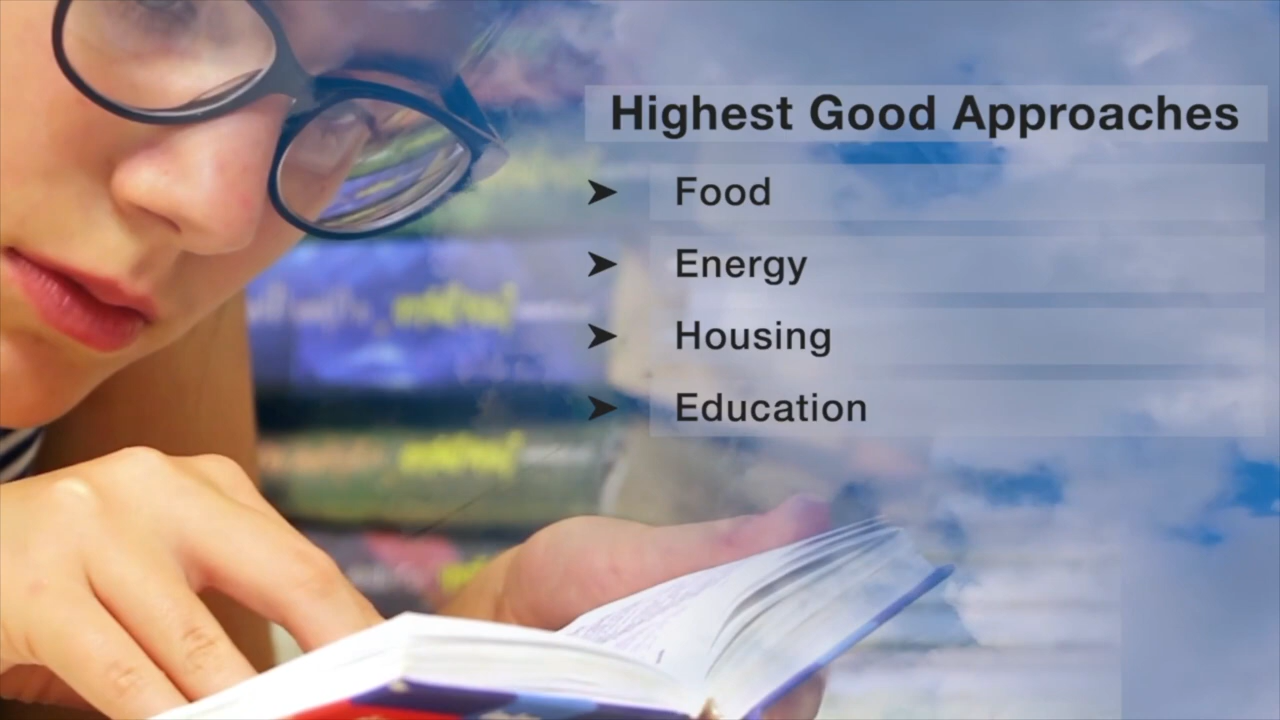 Highest Good Approaches
➤ Food
➤ Energy
➤ Housing
➤ Education